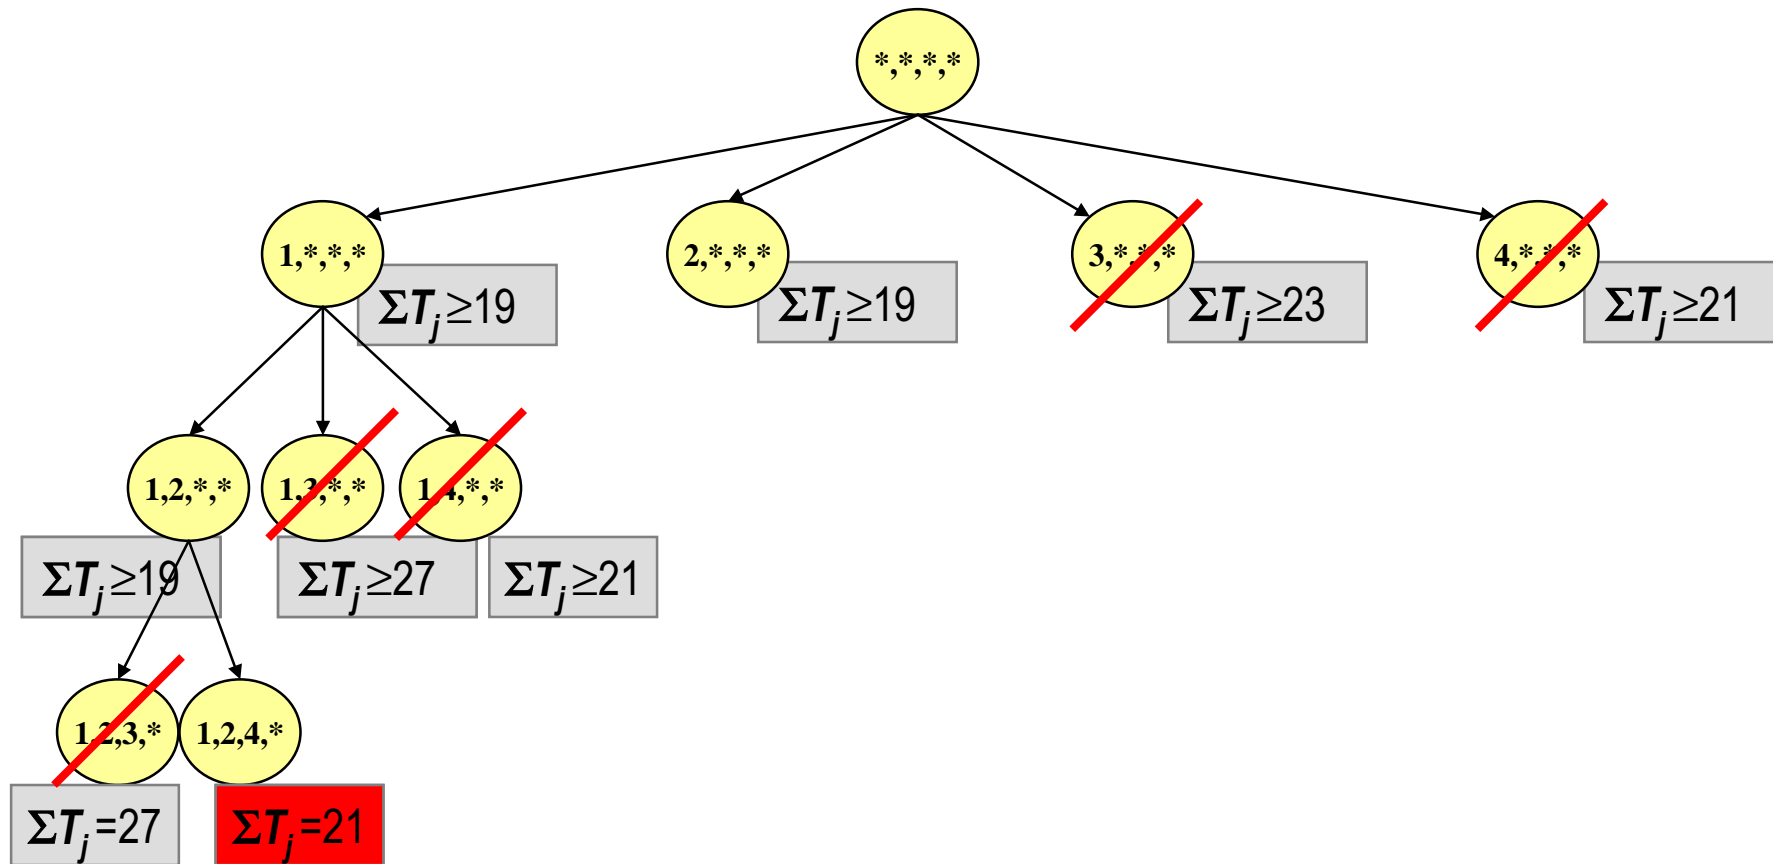 *,*,*,*
1,*,*,*
2,*,*,*
3,*,*,*
4,*,*,*
ΣTj ≥19
ΣTj ≥19
ΣTj ≥23
ΣTj ≥21
1,2,*,*
1,3,*,*
1,4,*,*
ΣTj ≥19
ΣTj ≥27
ΣTj ≥21
1,2,3,*
1,2,4,*
ΣTj =27
ΣTj =21